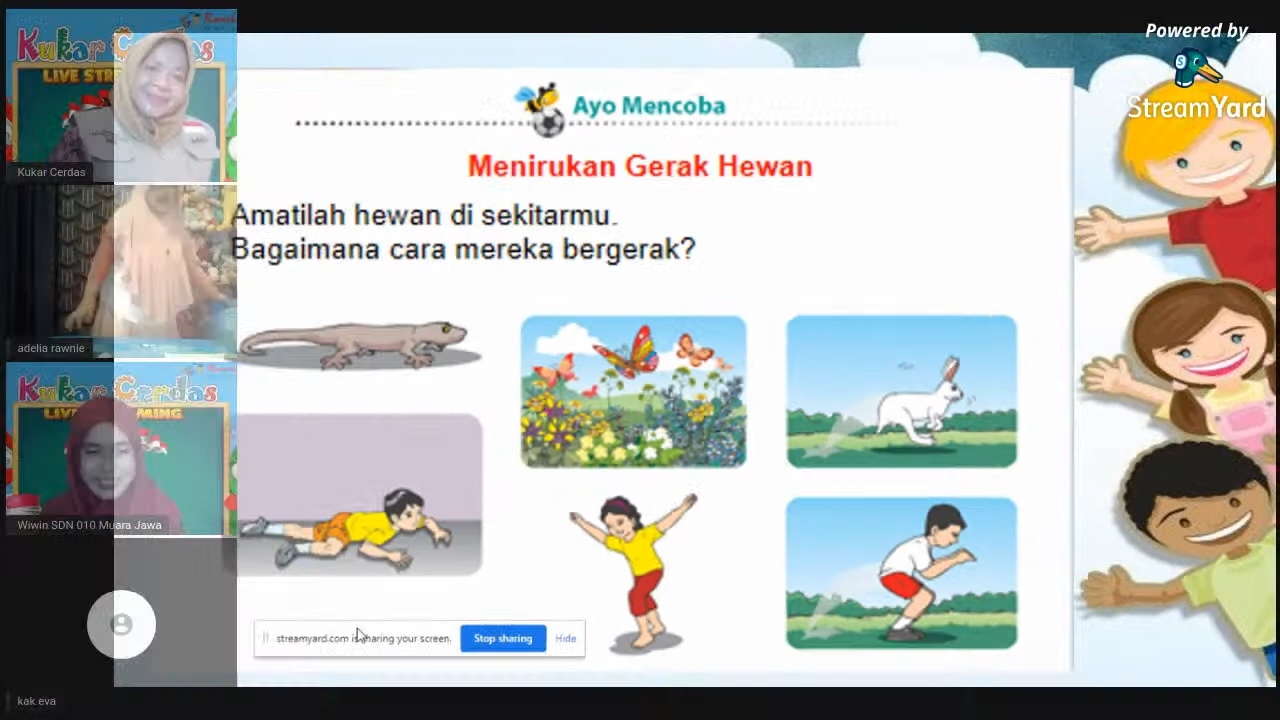 Powered by
StreamYard
Kukar Cerdas
LIVE STR
Kukar Cerdas
adelia rawnie
Kukar Cerdas
LIVE STREAMING
Wiwin SDN 010 Muara Jawa
kak eva
Ayo Mencoba
Menirukan Gerak Hewan
Amatilah hewan di sekitarmu.
Bagaimana cara mereka bergerak?
streamyard.com is sharing your screen.
Stop sharing
Hide